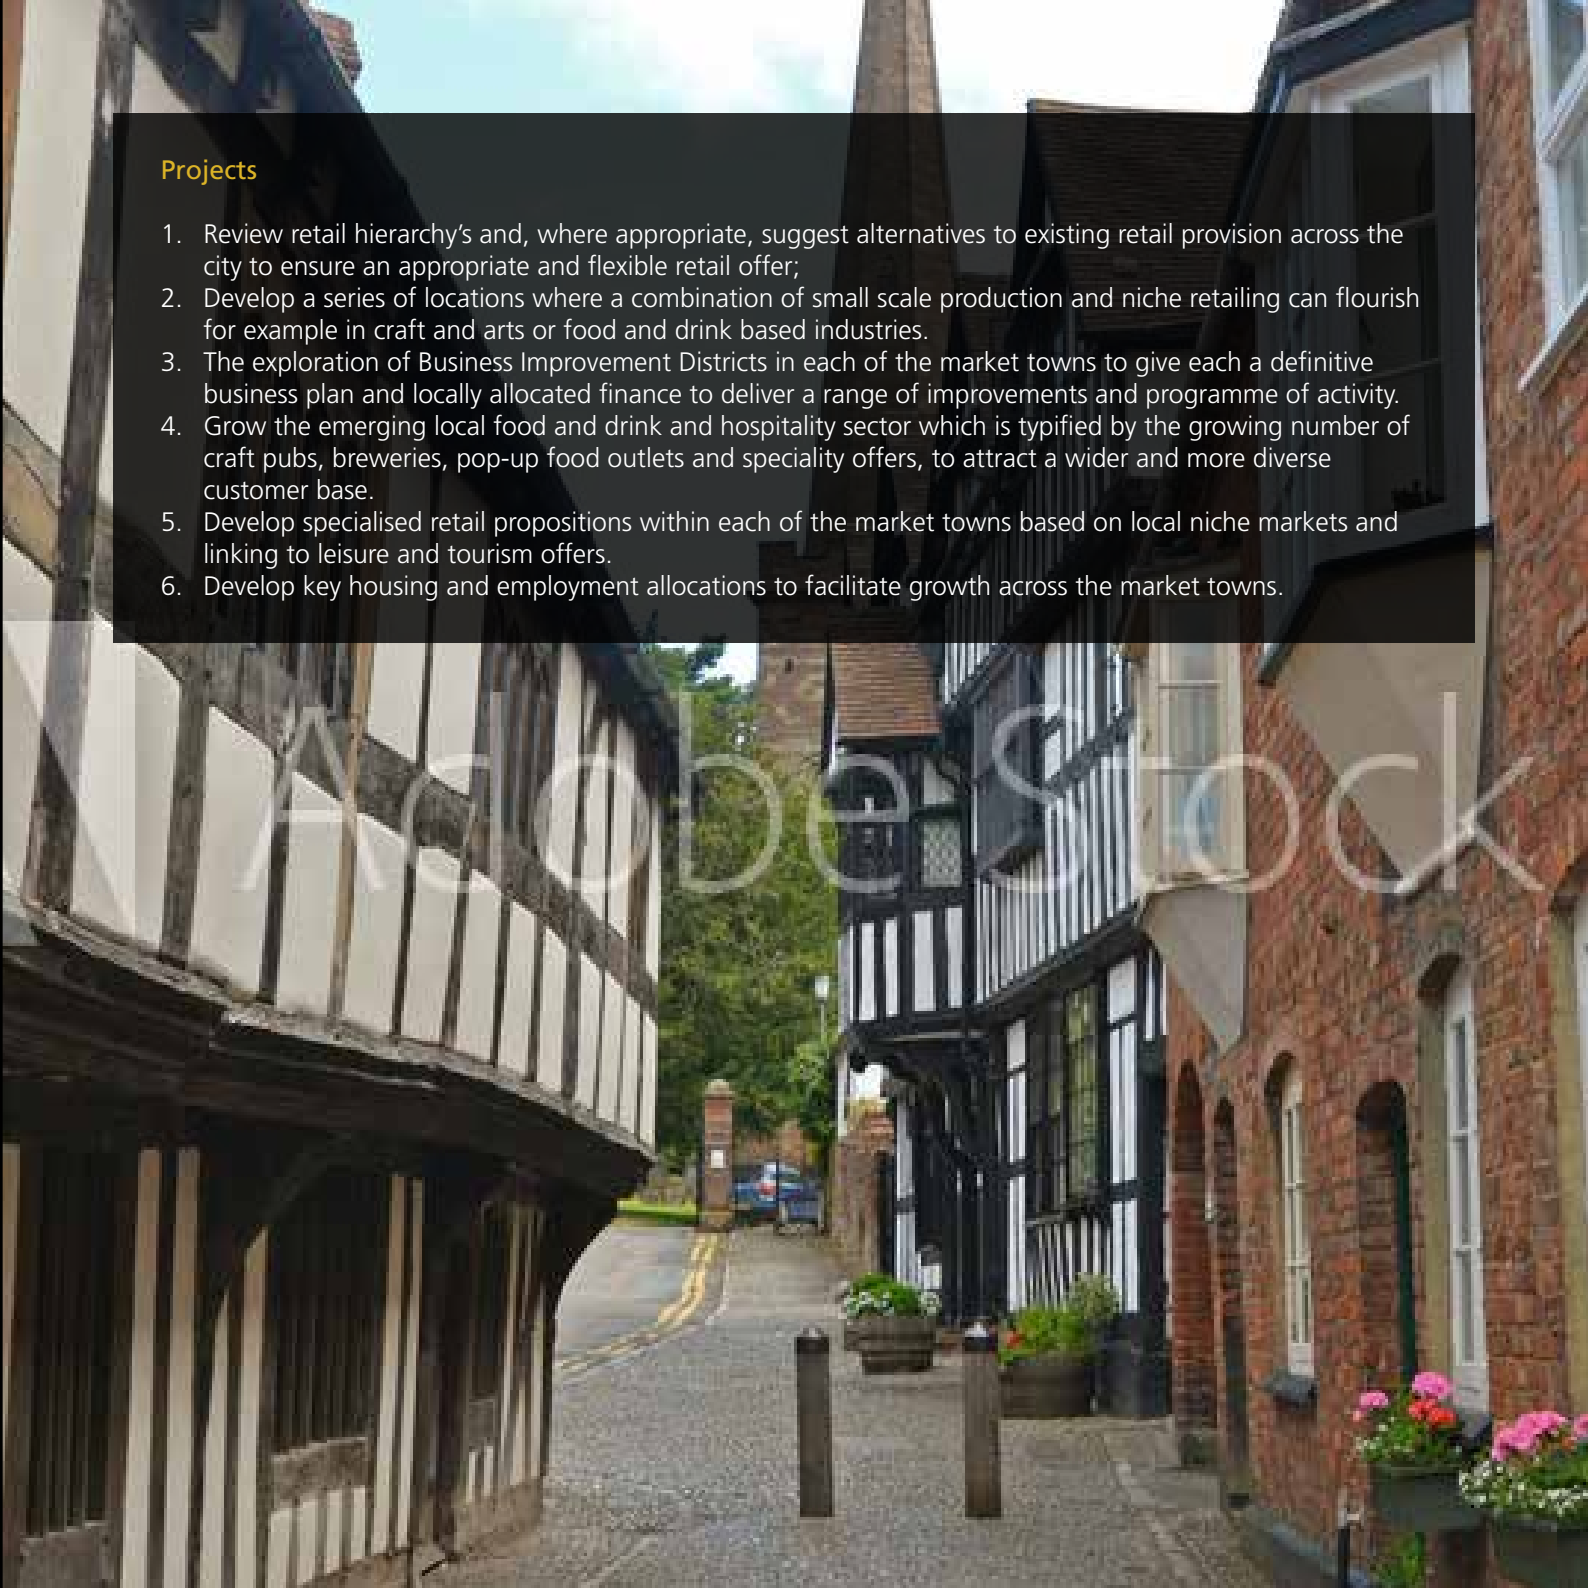 Projects
1. Review retail hierarchy's and, where appropriate, suggest alternatives to existing retail provision across the
city to ensure an appropriate and flexible retail offer;
2. Develop a series of locations where a combination of small scale production and niche retailing can flourish
for example in craft and arts or food and drink based industries.
3. The exploration of Business Improvement Districts in each of the market towns to give each a definitive
business plan and locally allocated finance to deliver a range of improvements and programme of activity.
4. Grow the emerging local food and drink and hospitality sector which is typified by the growing number of
craft pubs, breweries, pop-up food outlets and speciality offers, to attract a wider and more diverse
customer base.
5. Develop specialised retail propositions within each of the market towns based on local niche markets and
linking to leisure and tourism offers.
6. Develop key housing and employment allocations to facilitate growth across the market towns.
Adobe Stock